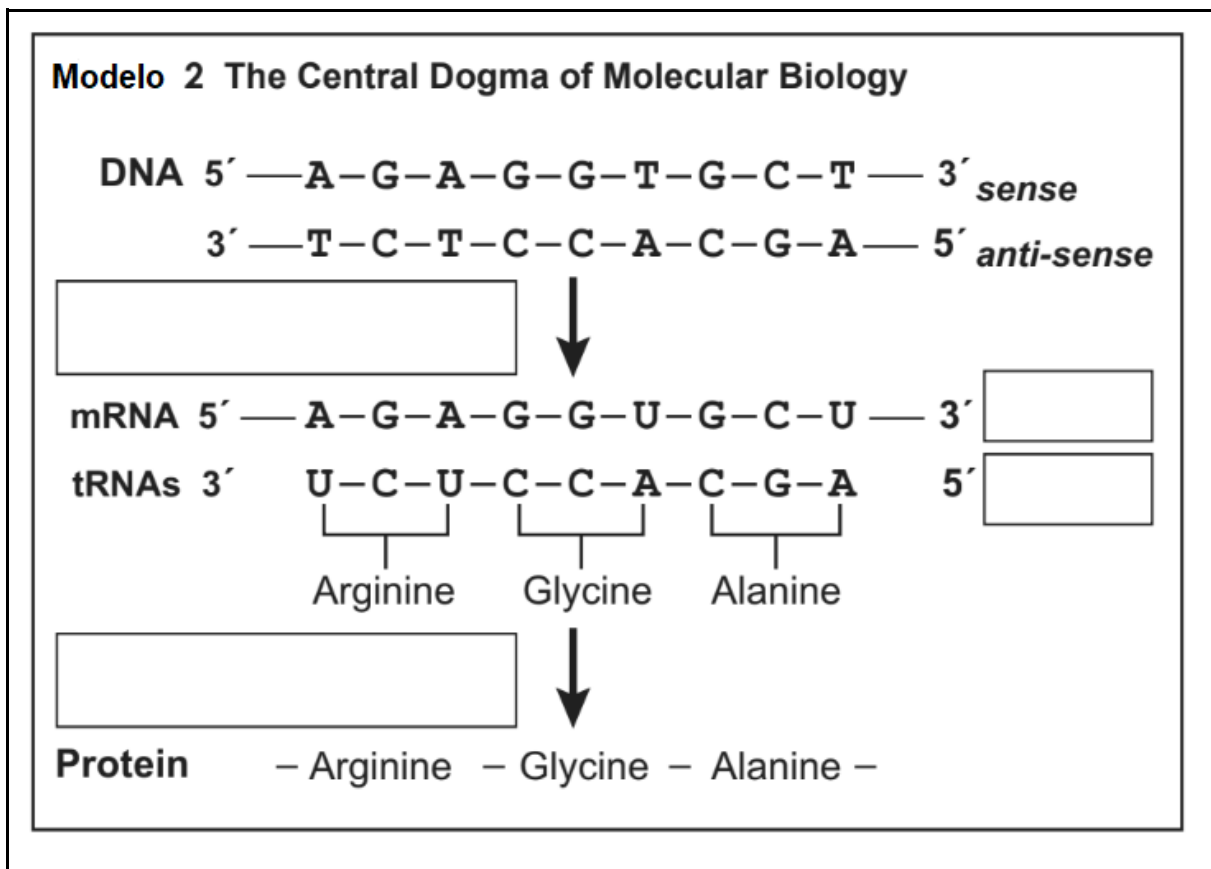 Modelo 2 The Central Dogma of Molecular Biology
DNA 5´ —A–G–A–G–G–T–G–C–T— 3´ sense
3´ —T–C–T–C–C–A–C–G–A— 5´ anti-sense
mRNA 5´ —A–G–A–G–G–U–G–C–U— 3´
tRNAs 3´ U–C–U–C–C–A–C–G–A 5´
Arginine Glycine Alanine
Protein – Arginine – Glycine – Alanine –